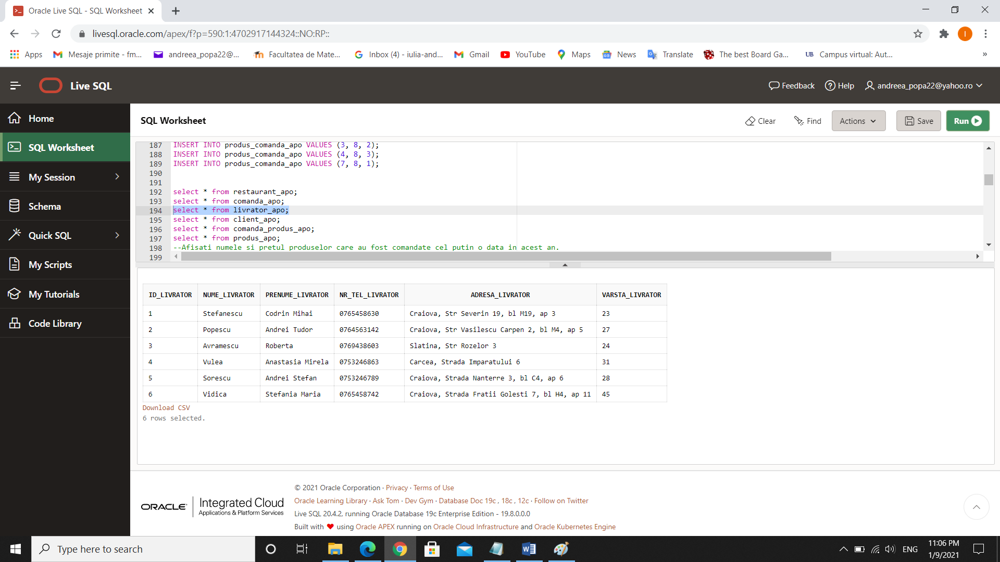 Oracle Live SQL - SQL Worksheet
livesql.oracle.com/apex/f?p=590:1:4702917144324::NO:RP::
I
Apps Mesaje primite - fm... andreea_popa22@... Facultatea de Mate... Inbox (4) - iulia-and... Gmail YouTube Maps News Translate The best Board Ga... UB Campus virtual: Aut... »
Live SQL Feedback Help andreea_popa22@yahoo.ro
Home
SQL Worksheet
My Session
Schema
Quick SQL
My Scripts
My Tutorials
Code Library
SQL Worksheet Clear Find Actions Save Run
187 INSERT INTO produs_comanda_apo VALUES (3, 8, 2);
188 INSERT INTO produs_comanda_apo VALUES (4, 8, 3);
189 INSERT INTO produs_comanda_apo VALUES (7, 8, 1);
190
191
192 select * from restaurant_apo;
193 select * from comanda_apo;
194 select * from livrator_apo;
195 select * from client_apo;
196 select * from comanda_produs_apo;
197 select * from produs_apo;
198 --Afisati numele si pretul produselor care au fost comandate cel putin o data in acest an.
199
ID_LIVRATOR NUME_LIVRATOR PRENUME_LIVRATOR NR_TEL_LIVRATOR ADRESA_LIVRATOR VARSTA_LIVRATOR
1 Stefanescu Codrin Mihai 0765458630 Craiova, Str Severin 19, bl M19, ap 3 23
2 Popescu Andrei Tudor 0764563142 Craiova, Str Vasilescu Carpen 2, bl M4, ap 5 27
3 Avramescu Roberta 0769438603 Slatina, Str Rozelor 3 24
4 Vulea Anastasia Mirela 0753246863 Carcea, Strada Imparatului 6 31
5 Sorescu Andrei Stefan 0753246789 Craiova, Strada Nanterre 3, bl C4, ap 6 28
6 Vidica Stefania Maria 0765458742 Craiova, Strada Fratii Golesti 7, bl H4, ap 11 45
Download CSV
6 rows selected.
ORACLE Integrated Cloud
Applications & Platform Services
© 2021 Oracle Corporation · Privacy · Terms of Use
Oracle Learning Library · Ask Tom · Dev Gym · Database Doc 19c , 18c , 12c · Follow on Twitter
Live SQL 20.4.2, running Oracle Database 19c Enterprise Edition - 19.8.0.0.0
Built with ❤ using Oracle APEX running on Oracle Cloud Infrastructure and Oracle Kubernetes Engine
Type here to search
ENG
11:06 PM
1/9/2021